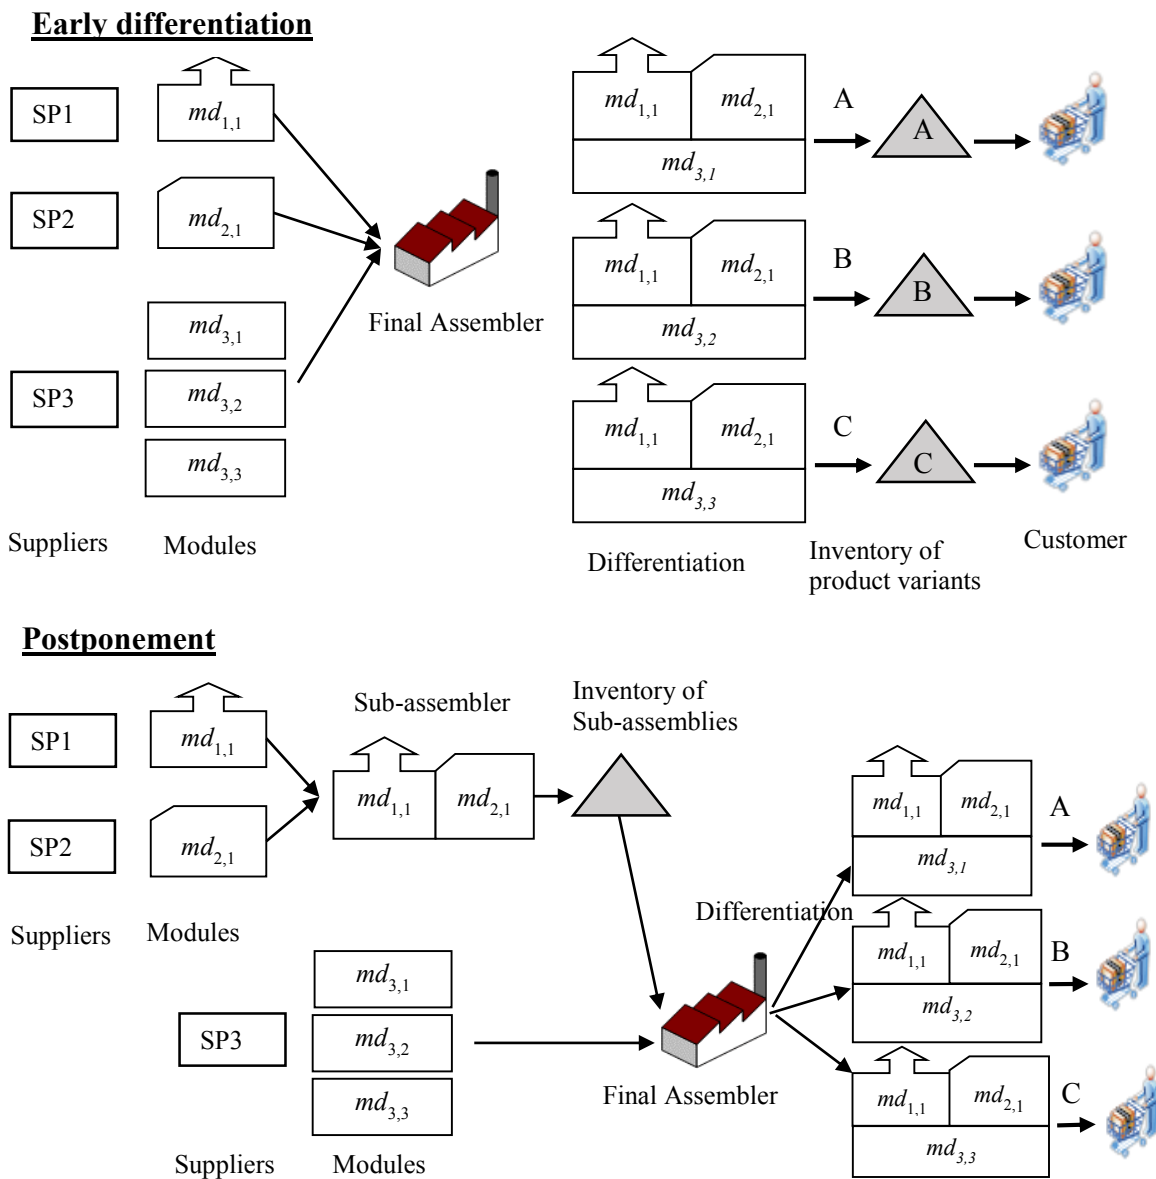 Early differentiation
SP1
md1,1
SP2
md2,1
SP3
md3,1
md3,2
md3,3
Suppliers
Modules
Final Assembler
md1,1
md2,1
md3,1
A
A
md1,1
md2,1
md3,2
B
B
md1,1
md2,1
md3,3
C
C
Differentiation
Inventory of
product variants
Customer
Postponement
SP1
md1,1
SP2
md2,1
Suppliers
Modules
Sub-assembler
md1,1
md2,1
Inventory of
Sub-assemblies
SP3
md3,1
md3,2
md3,3
Suppliers
Modules
Final Assembler
Differentiation
md1,1
md2,1
md3,1
A
md1,1
md2,1
md3,2
B
md1,1
md2,1
md3,3
C